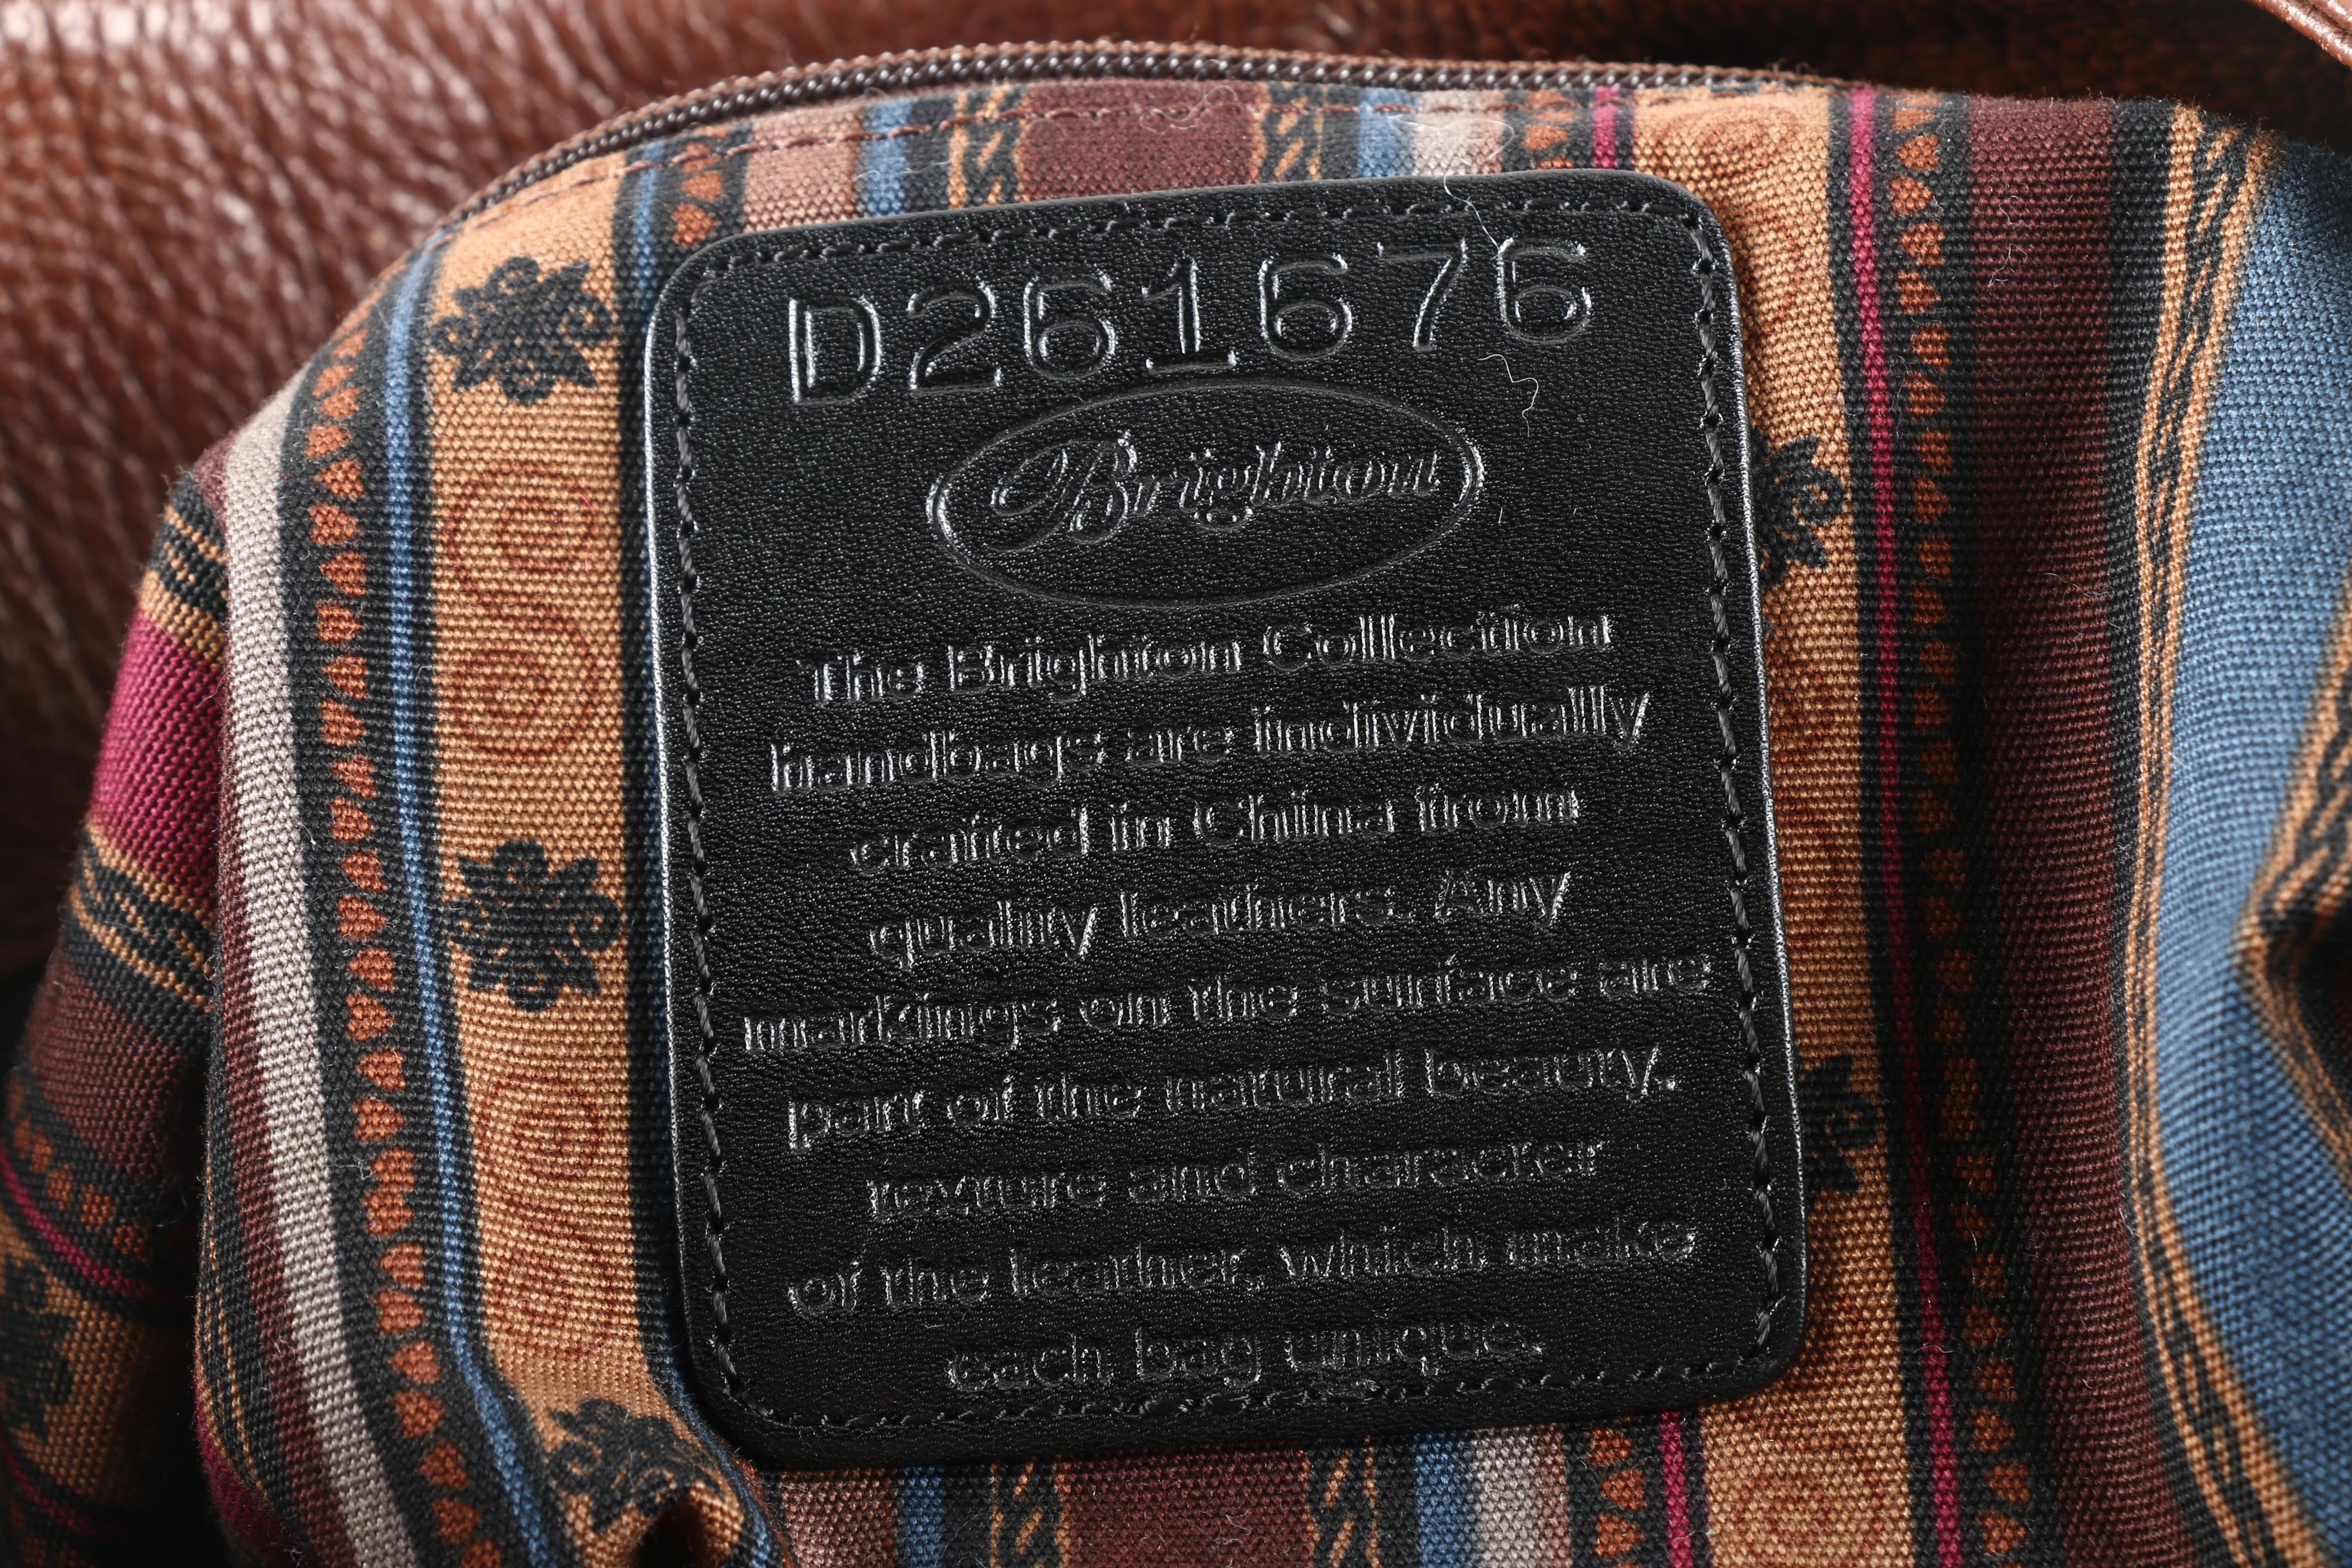 D261676
Brighton
The Brighton Collection
handbags are individually
crafted in China from
quality leathers. Any
markings on the surface are
part of the natural beauty,
texture and character
of the leather, which make
each bag unique.